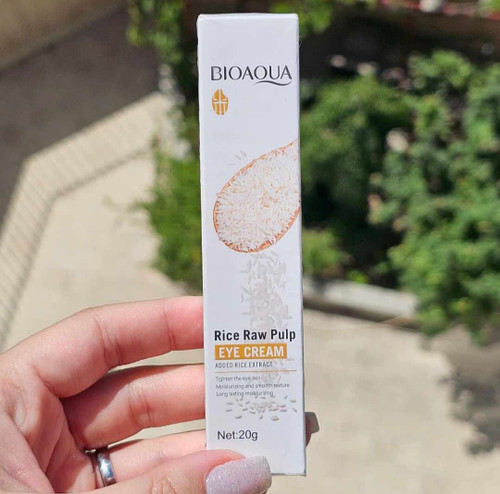 BIOAQUA
Rice Raw Pulp
EYE CREAM
ADDED RICE EXTRACT
Tighten the eye skin
Moisturizing and smooth texture
Long lasting moisturizing
Net:20g